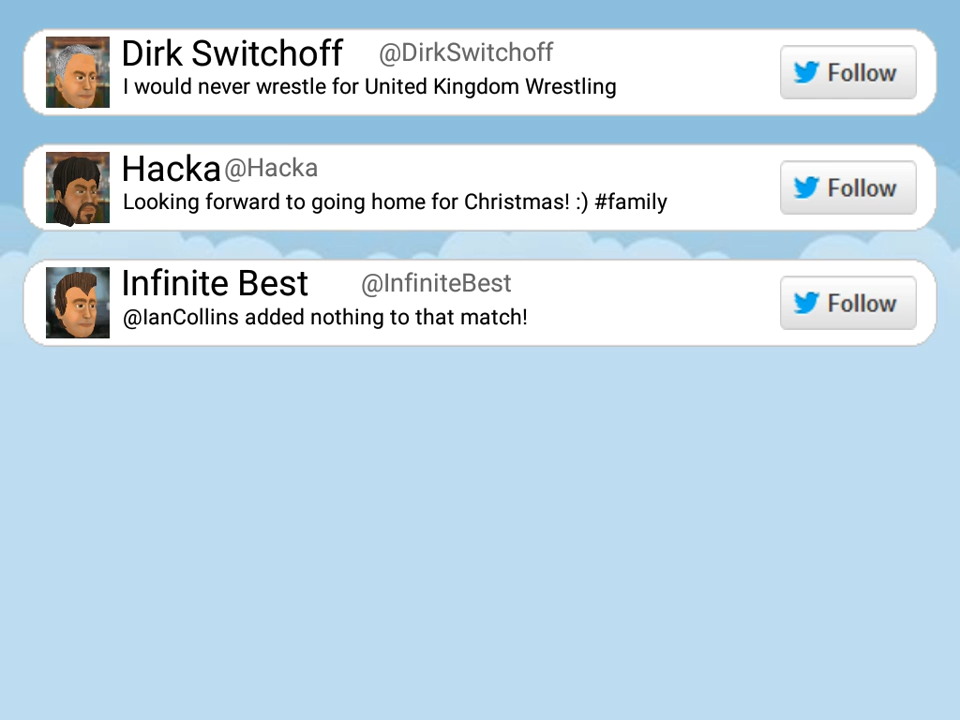 Dirk Switchoff @DirkSwitchoff
I would never wrestle for United Kingdom Wrestling
Follow
Hacka @Hacka
Looking forward to going home for Christmas! :) #family
Follow
Infinite Best @InfiniteBest
@IanCollins added nothing to that match!
Follow